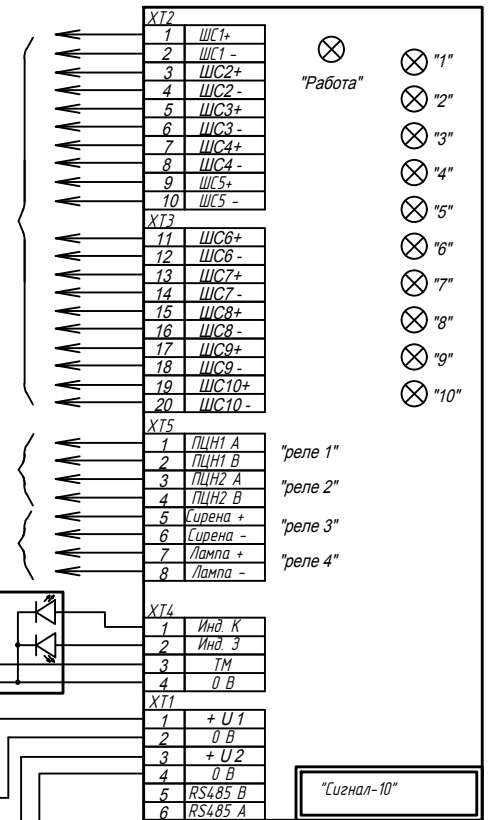 XT2
1 ШС1+
2 ШС1 -
3 ШС2+
4 ШС2 -
5 ШС3+
6 ШС3 -
7 ШС4+
8 ШС4 -
9 ШС5+
10 ШС5 -
XT3
11 ШС6+
12 ШС6 -
13 ШС7+
14 ШС7 -
15 ШС8+
16 ШС8 -
17 ШС9+
18 ШС9 -
19 ШС10+
20 ШС10 -
XT5
1 ПЦН1 А
2 ПЦН1 В
3 ПЦН2 А
4 ПЦН2 В
5 Сирена +
6 Сирена -
7 Лампа +
8 Лампа -
"реле 1"
"реле 2"
"реле 3"
"реле 4"
XT4
1 Инд. К
2 Инд. З
3 ТМ
4 0 В
XT1
1 + U 1
2 0 В
3 + U 2
4 0 В
5 RS485 B
6 RS485 A
"Работа"
"1"
"2"
"3"
"4"
"5"
"6"
"7"
"8"
"9"
"10"
"Сигнал-10"